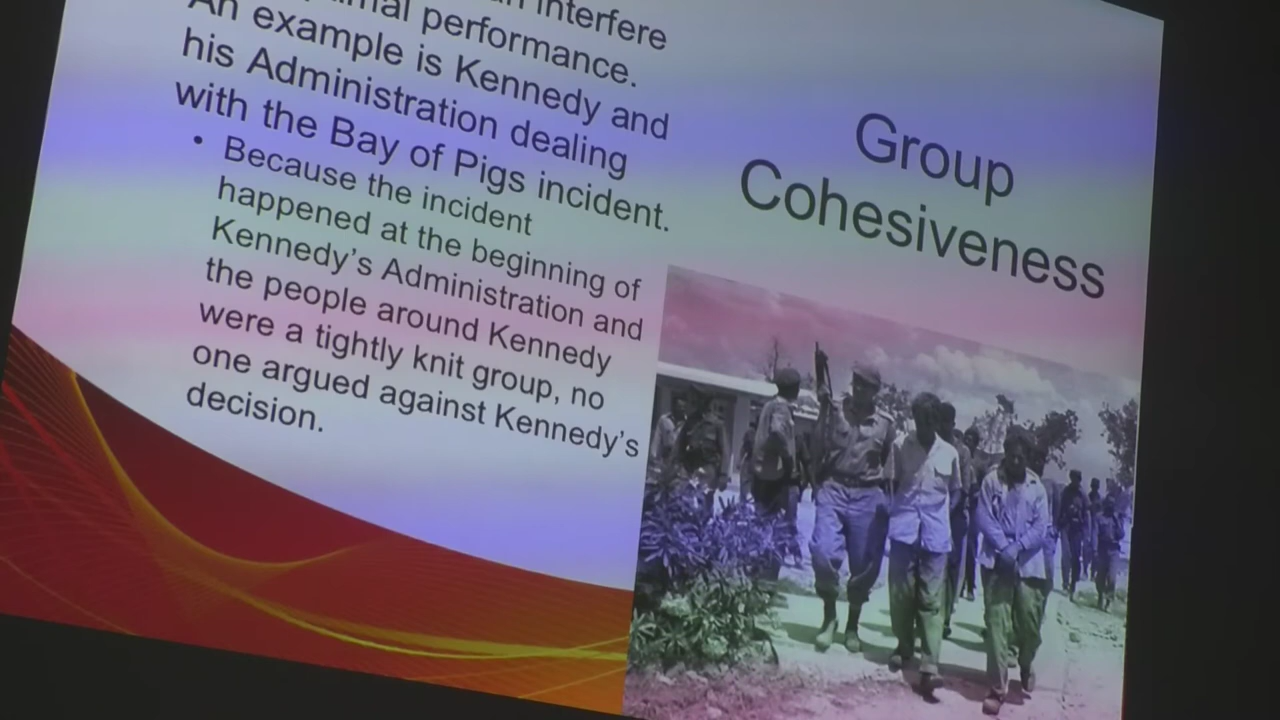 interfere
performance.
An example is Kennedy and
his Administration dealing
with the Bay of Pigs incident.
• Because the incident
happened at the beginning of
Kennedy's Administration and
the people around Kennedy
were a tightly knit group, no
one argued against Kennedy's
decision.
Group
Cohesiveness